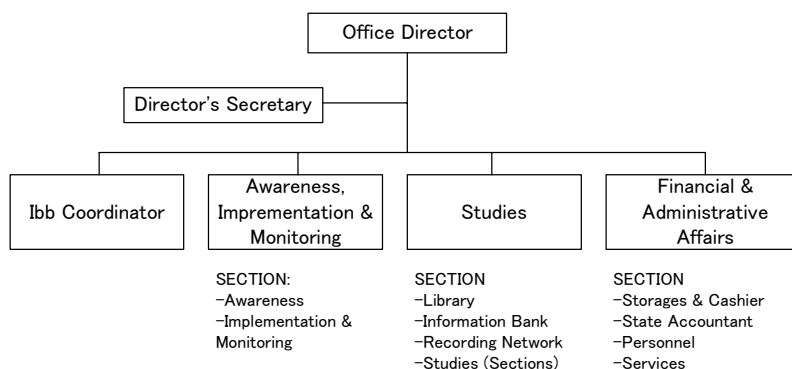 Office Director
Director's Secretary
Ibb Coordinator
Awareness,
Imprementation &
Monitoring
Studies
Financial &
Administrative
Affairs
SECTION:
-Awareness
-Implementation &
Monitoring
SECTION
-Library
-Information Bank
-Recording Network
-Studies (Sections)
SECTION
-Storages & Cashier
-State Accountant
-Personnel
-Services